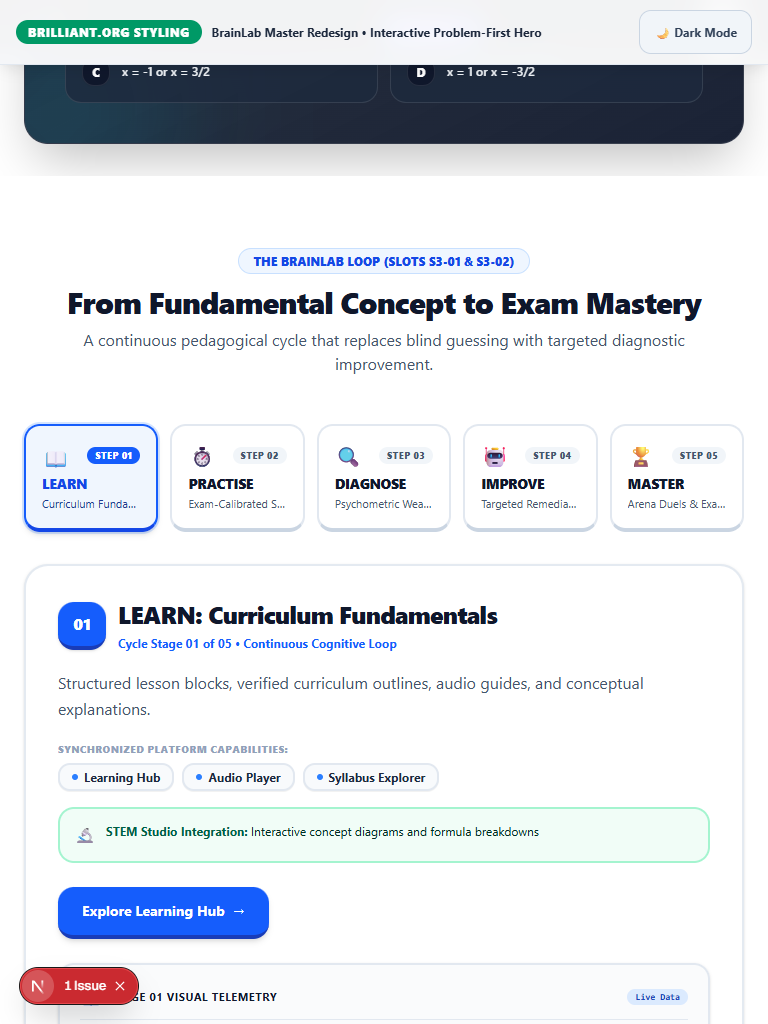 BRILLIANT.ORG STYLING
BrainLab Master Redesign • Interactive Problem-First Hero
🌙 Dark Mode
C x = -1 or x = 3/2
D x = 1 or x = -3/2
THE BRAINLAB LOOP (SLOTS S3-01 & S3-02)
From Fundamental Concept to Exam Mastery
A continuous pedagogical cycle that replaces blind guessing with targeted diagnostic
improvement.
STEP 01
LEARN
Curriculum Funda...
STEP 02
PRACTISE
Exam-Calibrated S...
STEP 03
DIAGNOSE
Psychometric Wea...
STEP 04
IMPROVE
Targeted Remedia...
STEP 05
MASTER
Arena Duels & Exa...
01
LEARN: Curriculum Fundamentals
Cycle Stage 01 of 05 • Continuous Cognitive Loop
Structured lesson blocks, verified curriculum outlines, audio guides, and conceptual
explanations.
SYNCHRONIZED PLATFORM CAPABILITIES:
• Learning Hub
• Audio Player
• Syllabus Explorer
🔬 STEM Studio Integration: Interactive concept diagrams and formula breakdowns
Explore Learning Hub →
GE 01 VISUAL TELEMETRY
Live Data
N 1 Issue ×